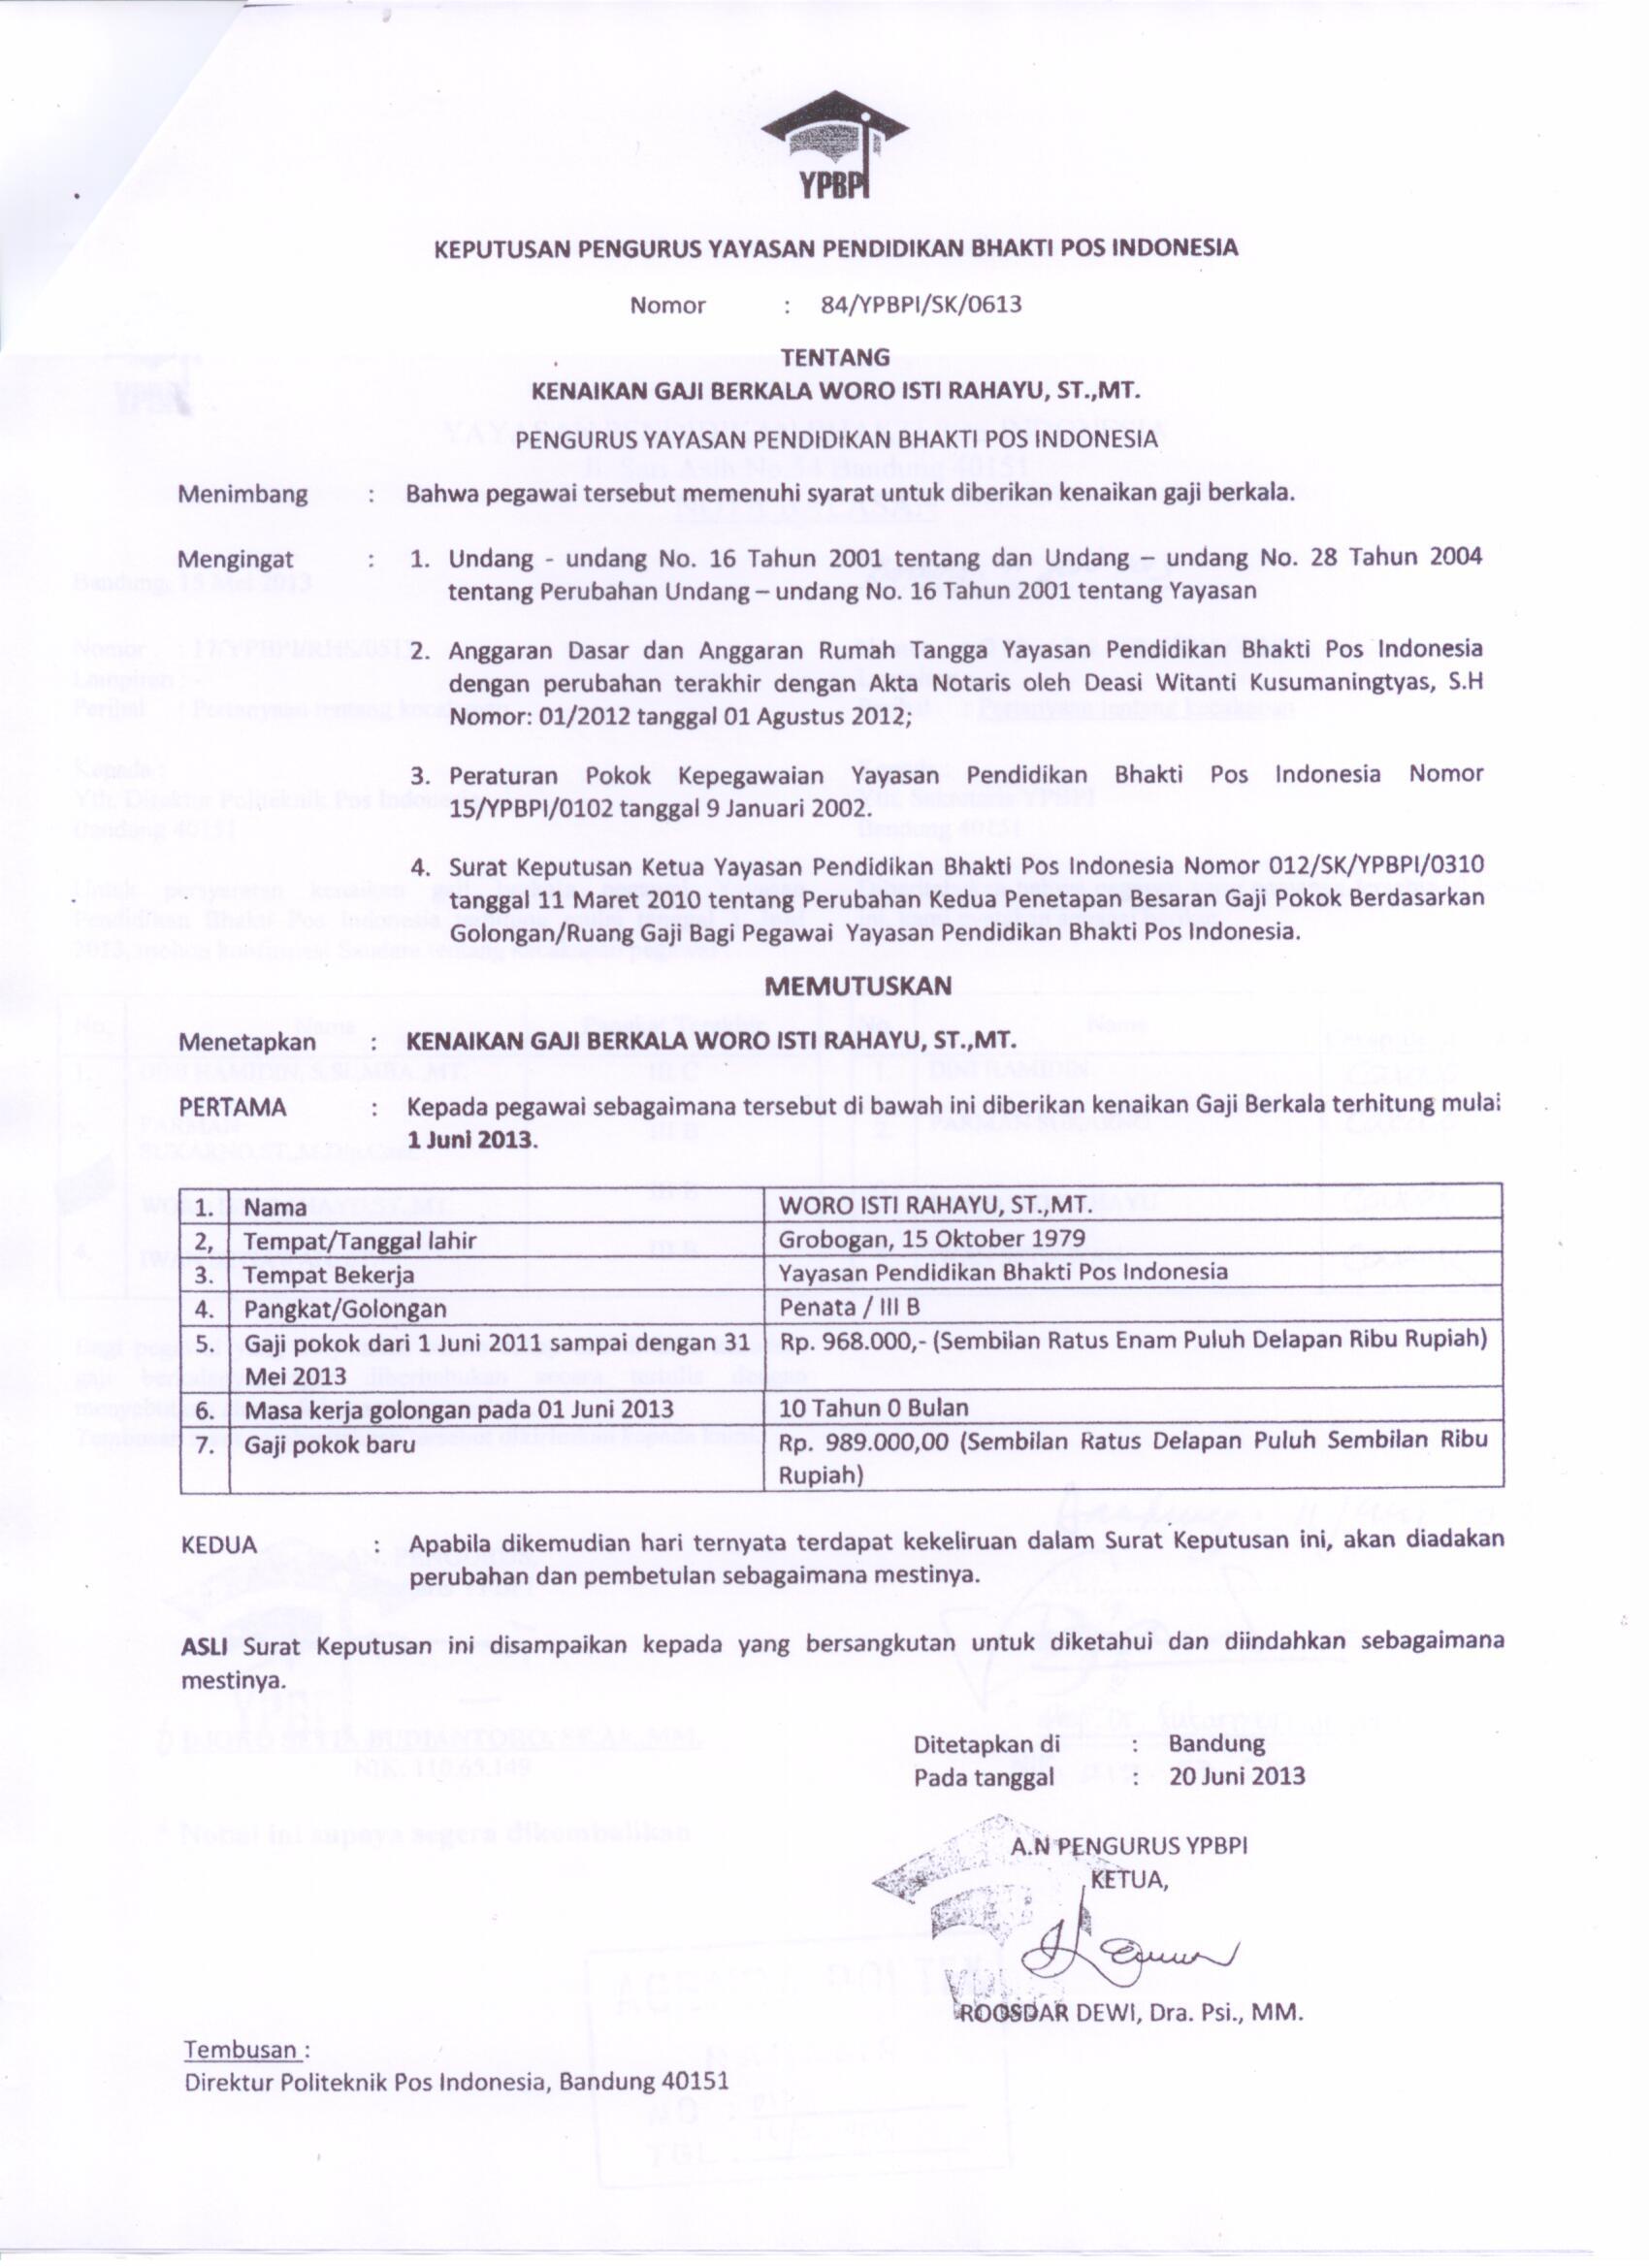 YPBPI
KEPUTUSAN PENGURUS YAYASAN PENDIDIKAN BHAKTI POS INDONESIA
Nomor : 84/YPBPI/SK/0613
TENTANG
KENAIKAN GAJI BERKALA WORO ISTI RAHAYU, ST.,MT.
PENGURUS YAYASAN PENDIDIKAN BHAKTI POS INDONESIA
Menimbang : Bahwa pegawai tersebut memenuhi syarat untuk diberikan kenaikan gaji berkala.
Mengingat : 1. Undang - undang No. 16 Tahun 2001 tentang dan Undang – undang No. 28 Tahun 2004
tentang Perubahan Undang – undang No. 16 Tahun 2001 tentang Yayasan
2. Anggaran Dasar dan Anggaran Rumah Tangga Yayasan Pendidikan Bhakti Pos Indonesia
dengan perubahan terakhir dengan Akta Notaris oleh Deasi Witanti Kusumaningtyas, S.H
Nomor: 01/2012 tanggal 01 Agustus 2012;
3. Peraturan Pokok Kepegawaian Yayasan Pendidikan Bhakti Pos Indonesia Nomor
15/YPBPI/0102 tanggal 9 Januari 2002.
4. Surat Keputusan Ketua Yayasan Pendidikan Bhakti Pos Indonesia Nomor 012/SK/YPBPI/0310
tanggal 11 Maret 2010 tentang Perubahan Kedua Penetapan Besaran Gaji Pokok Berdasarkan
Golongan/Ruang Gaji Bagi Pegawai Yayasan Pendidikan Bhakti Pos Indonesia.
MEMUTUSKAN
Menetapkan : KENAIKAN GAJI BERKALA WORO ISTI RAHAYU, ST.,MT.
PERTAMA : Kepada pegawai sebagaimana tersebut di bawah ini diberikan kenaikan Gaji Berkala terhitung mulai
1 Juni 2013.
1. Nama WORO ISTI RAHAYU, ST.,MT.
2, Tempat/Tanggal lahir Grobogan, 15 Oktober 1979
3. Tempat Bekerja Yayasan Pendidikan Bhakti Pos Indonesia
4. Pangkat/Golongan Penata / III B
5. Gaji pokok dari 1 Juni 2011 sampai dengan 31 Rp. 968.000,- (Sembilan Ratus Enam Puluh Delapan Ribu Rupiah)
Mei 2013
6. Masa kerja golongan pada 01 Juni 2013 10 Tahun 0 Bulan
7. Gaji pokok baru Rp. 989.000,00 (Sembilan Ratus Delapan Puluh Sembilan Ribu
Rupiah)
KEDUA : Apabila dikemudian hari ternyata terdapat kekeliruan dalam Surat Keputusan ini, akan diadakan
perubahan dan pembetulan sebagaimana mestinya.
ASLI Surat Keputusan ini disampaikan kepada yang bersangkutan untuk diketahui dan diindahkan sebagaimana
mestinya.
Ditetapkan di : Bandung
Pada tanggal : 20 Juni 2013
A.N PENGURUS YPBPI
KETUA,
ROOSDAR DEWI, Dra. Psi., MM.
Tembusan :
Direktur Politeknik Pos Indonesia, Bandung 40151